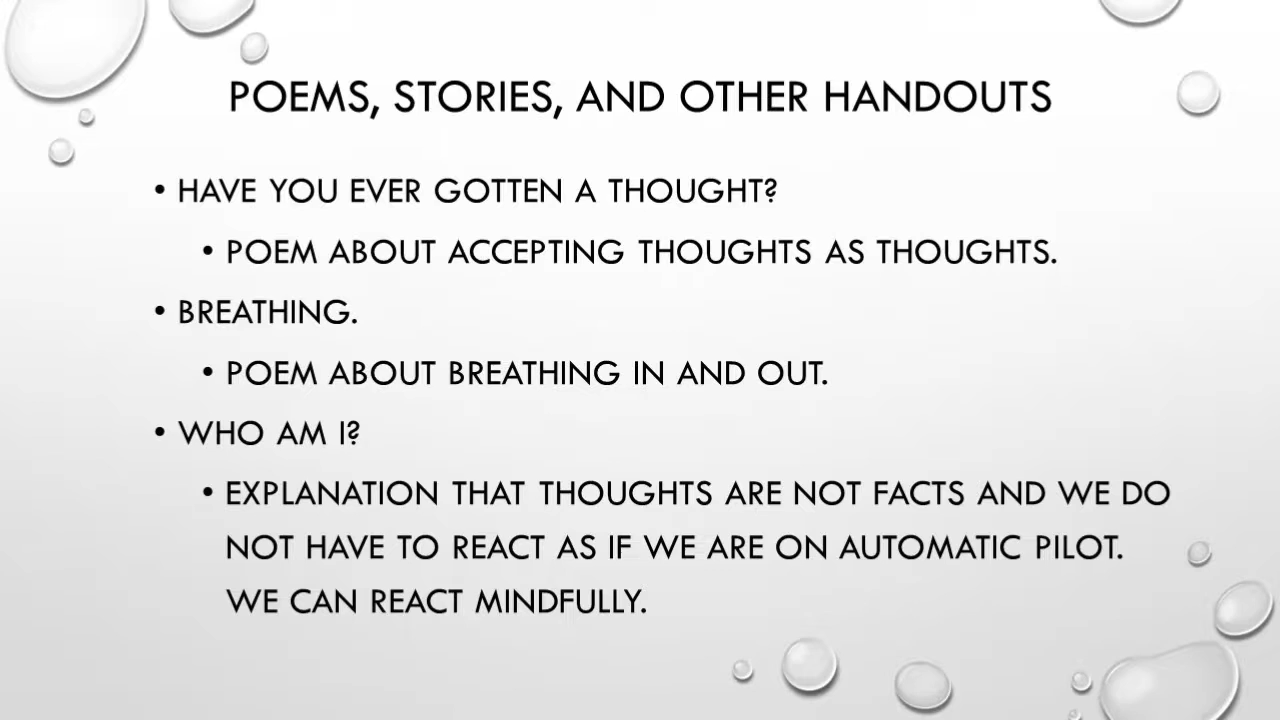 POEMS, STORIES, AND OTHER HANDOUTS
• HAVE YOU EVER GOTTEN A THOUGHT?
• POEM ABOUT ACCEPTING THOUGHTS AS THOUGHTS.
• BREATHING.
• POEM ABOUT BREATHING IN AND OUT.
• WHO AM I?
• EXPLANATION THAT THOUGHTS ARE NOT FACTS AND WE DO
NOT HAVE TO REACT AS IF WE ARE ON AUTOMATIC PILOT.
WE CAN REACT MINDFULLY.